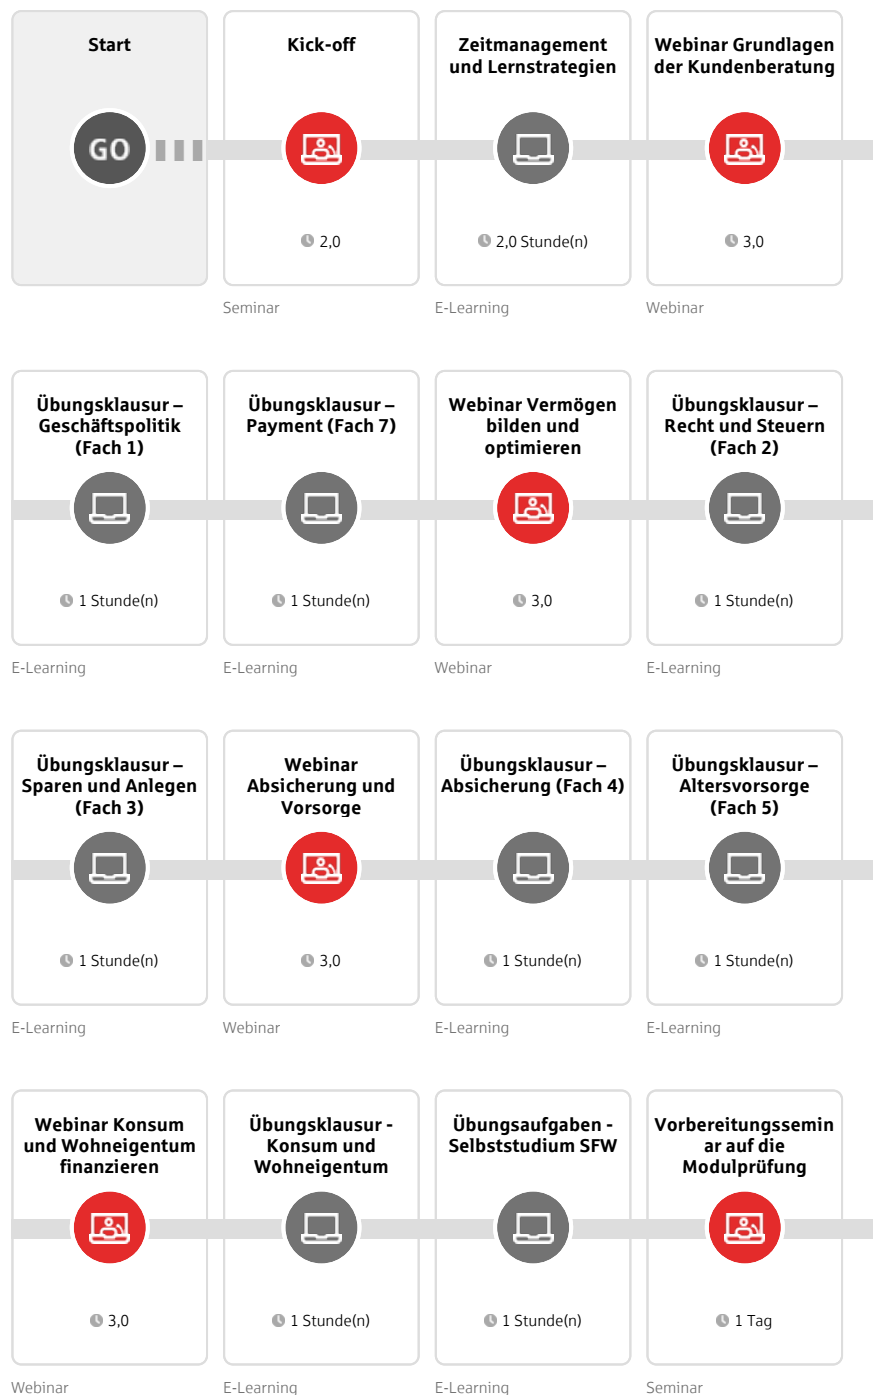 Start
Kick-off
Zeitmanagement
und Lernstrategien
Webinar Grundlagen
der Kundenberatung
GO
2,0
2,0 Stunde(n)
3,0
Seminar
E-Learning
Webinar
Übungsklausur –
Geschäftspolitik
(Fach 1)
Übungsklausur –
Payment (Fach 7)
Webinar Vermögen
bilden und
optimieren
Übungsklausur –
Recht und Steuern
(Fach 2)
1 Stunde(n)
1 Stunde(n)
3,0
1 Stunde(n)
E-Learning
E-Learning
Webinar
E-Learning
Übungsklausur –
Sparen und Anlegen
(Fach 3)
Webinar
Absicherung und
Vorsorge
Übungsklausur –
Absicherung (Fach 4)
Übungsklausur –
Altersvorsorge
(Fach 5)
1 Stunde(n)
3,0
1 Stunde(n)
1 Stunde(n)
E-Learning
Webinar
E-Learning
E-Learning
Webinar Konsum
und Wohneigentum
finanzieren
Übungsklausur -
Konsum und
Wohneigentum
Übungsaufgaben -
Selbststudium SFW
Vorbereitungssemin
ar auf die
Modulprüfung
3,0
1 Stunde(n)
1 Stunde(n)
1 Tag
Webinar
E-Learning
E-Learning
Seminar